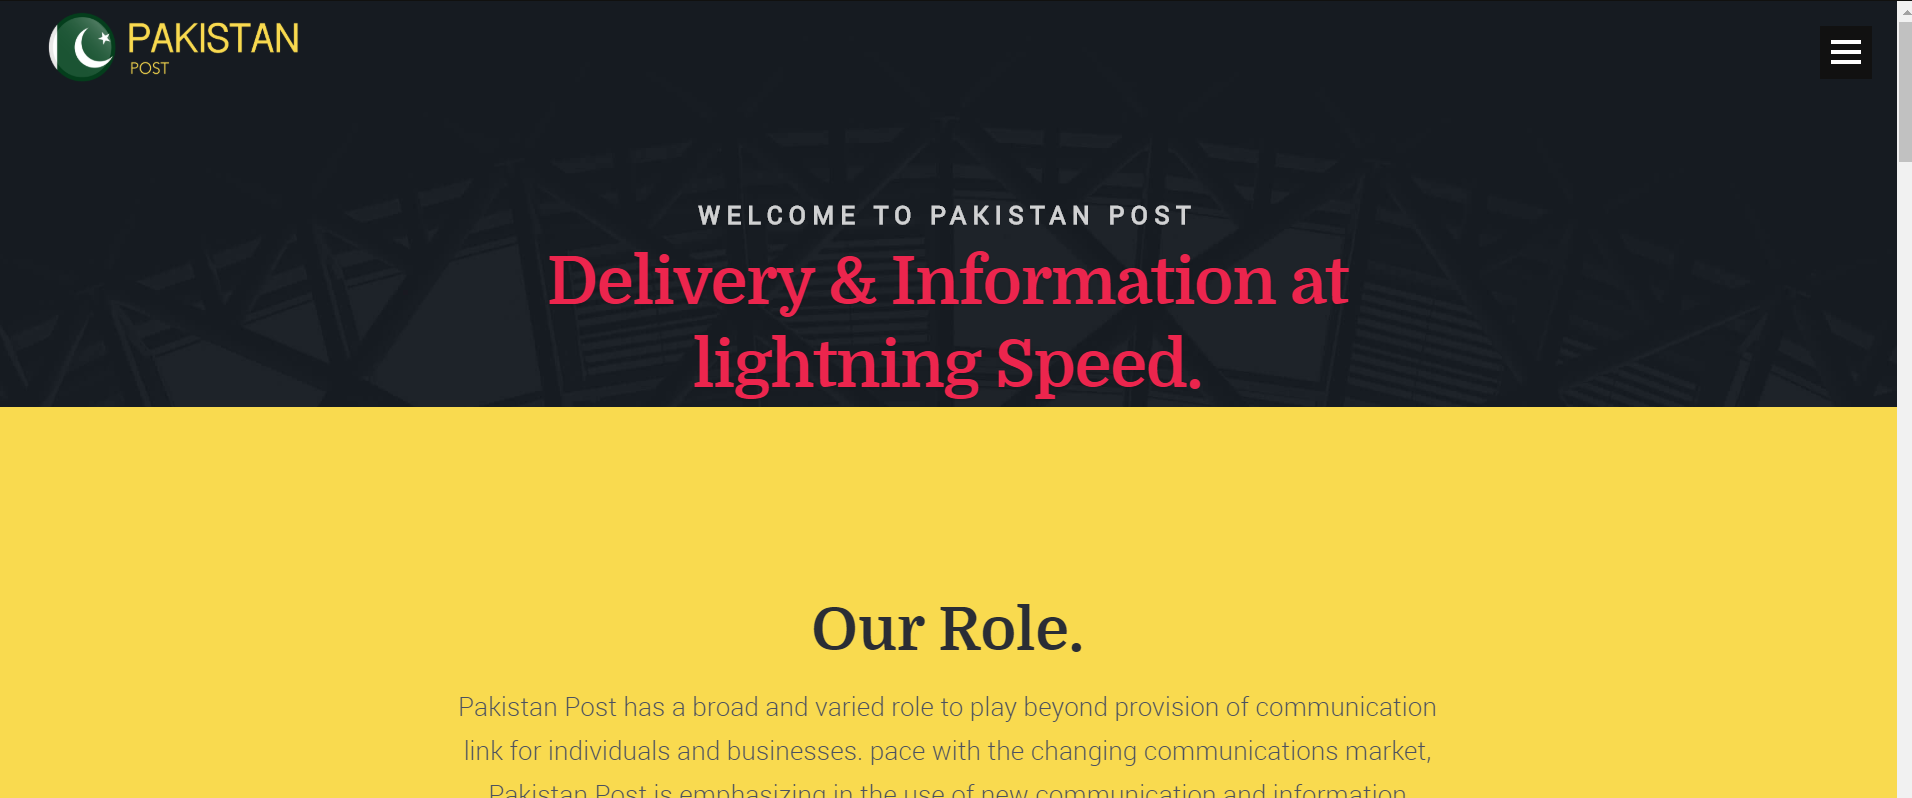 PAKISTAN
POST
WELCOME TO PAKISTAN POST
Delivery & Information at
lightning Speed.
Our Role.
Pakistan Post has a broad and varied role to play beyond provision of communication
link for individuals and businesses. pace with the changing communications market,
Pakistan Post is emphasizing in the use of new communication and information